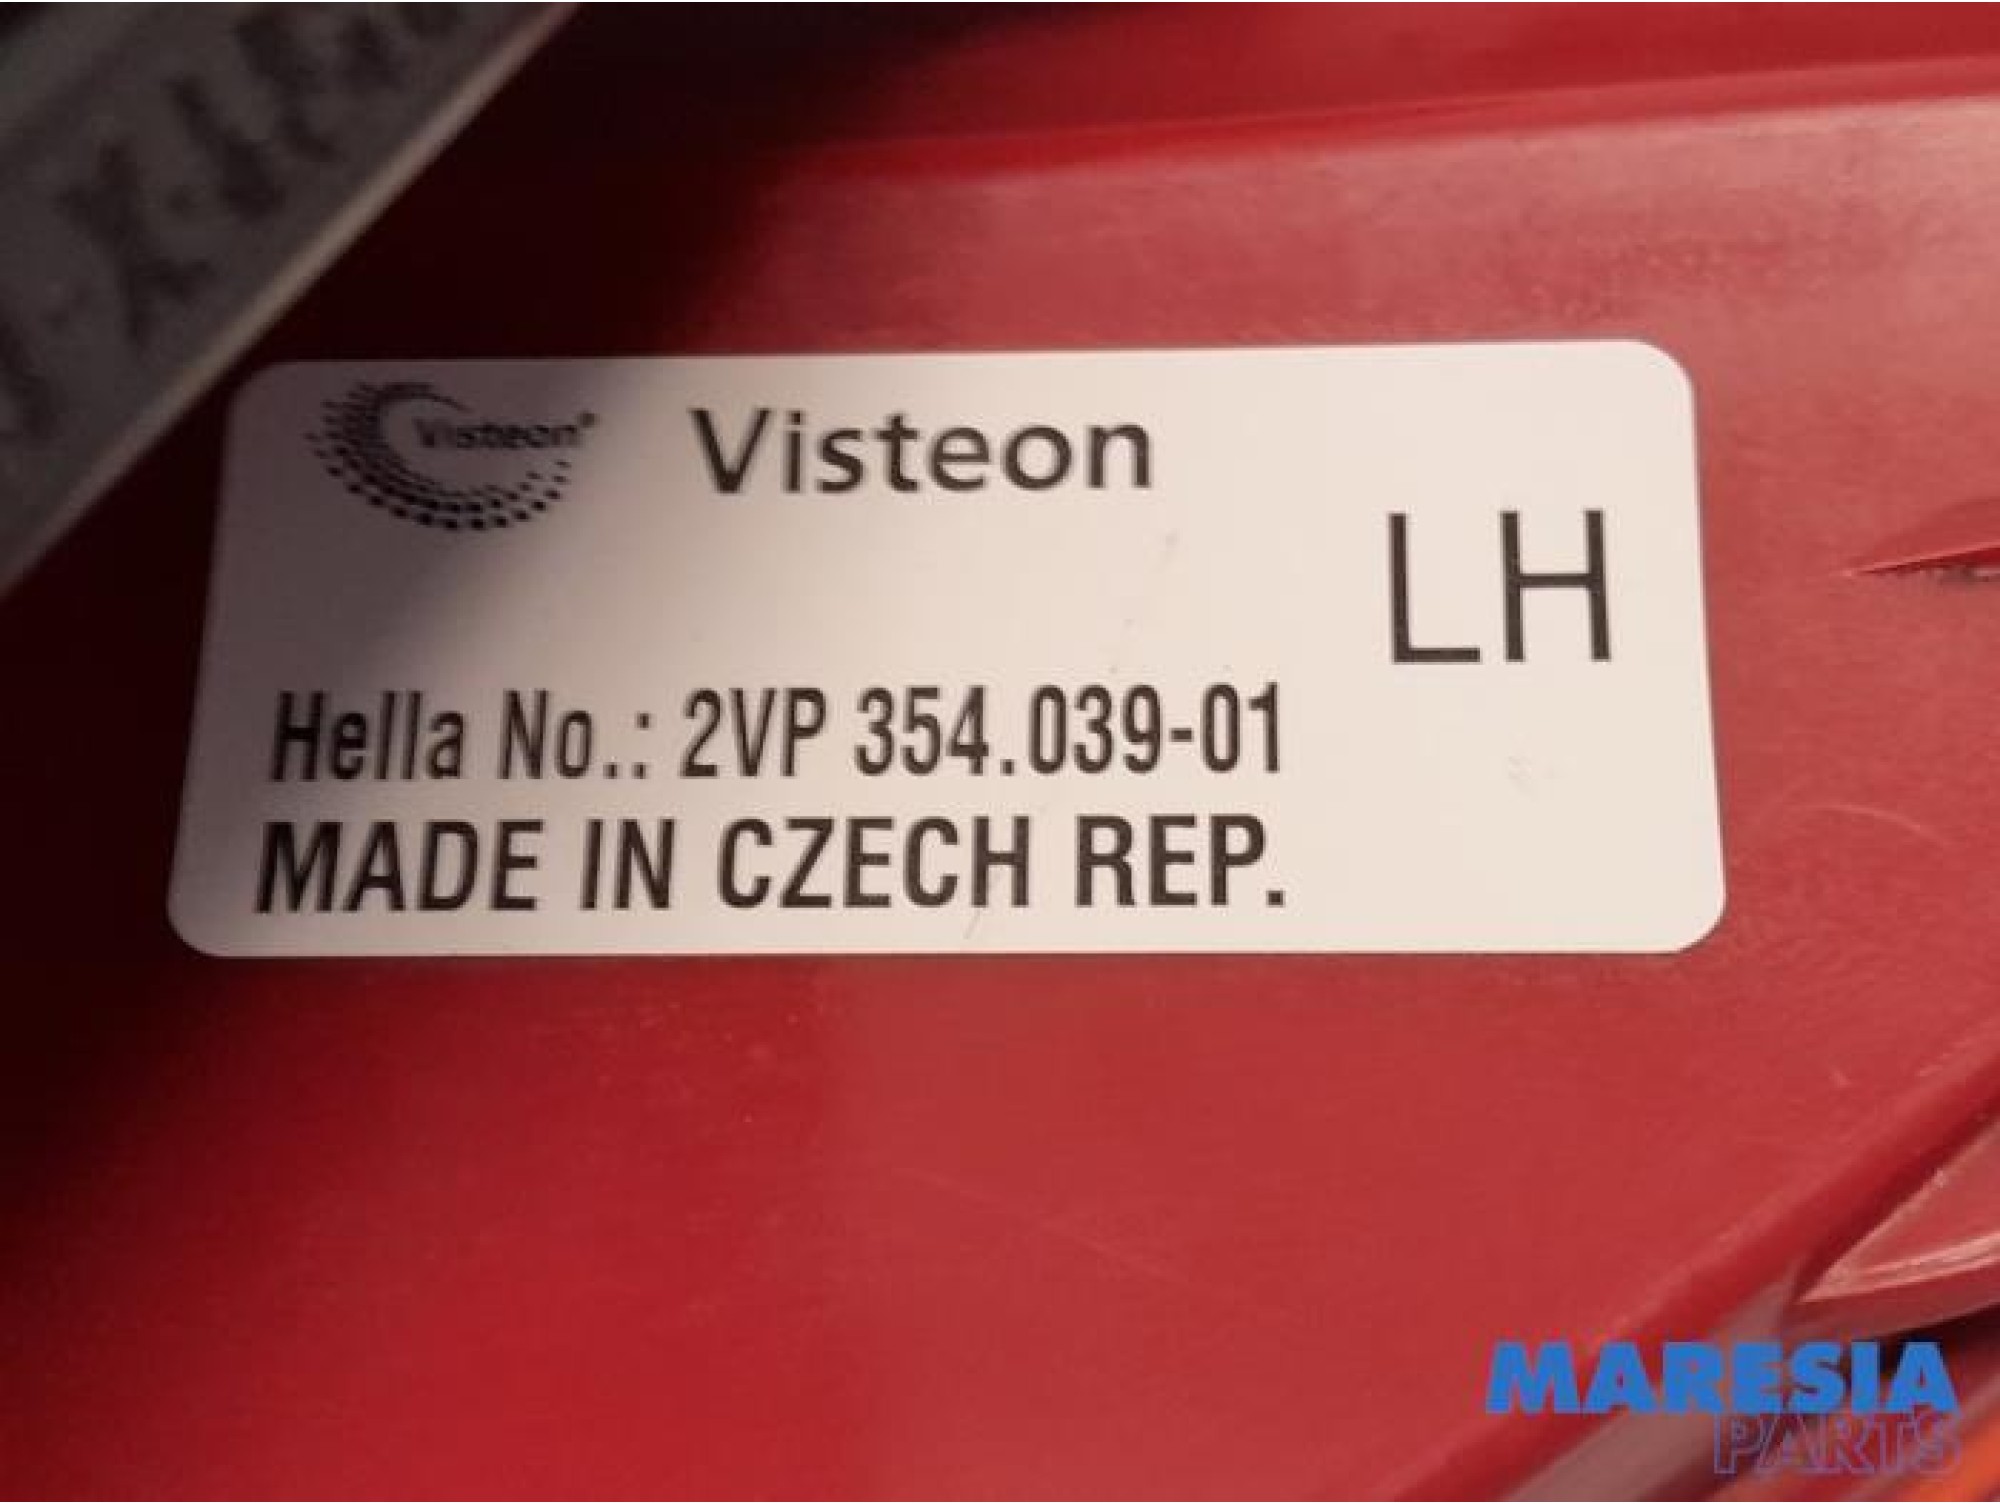 Visteon®
Visteon
LH
Hella No.: 2VP 354.039-01
MADE IN CZECH REP.
MARESIA
PARTS